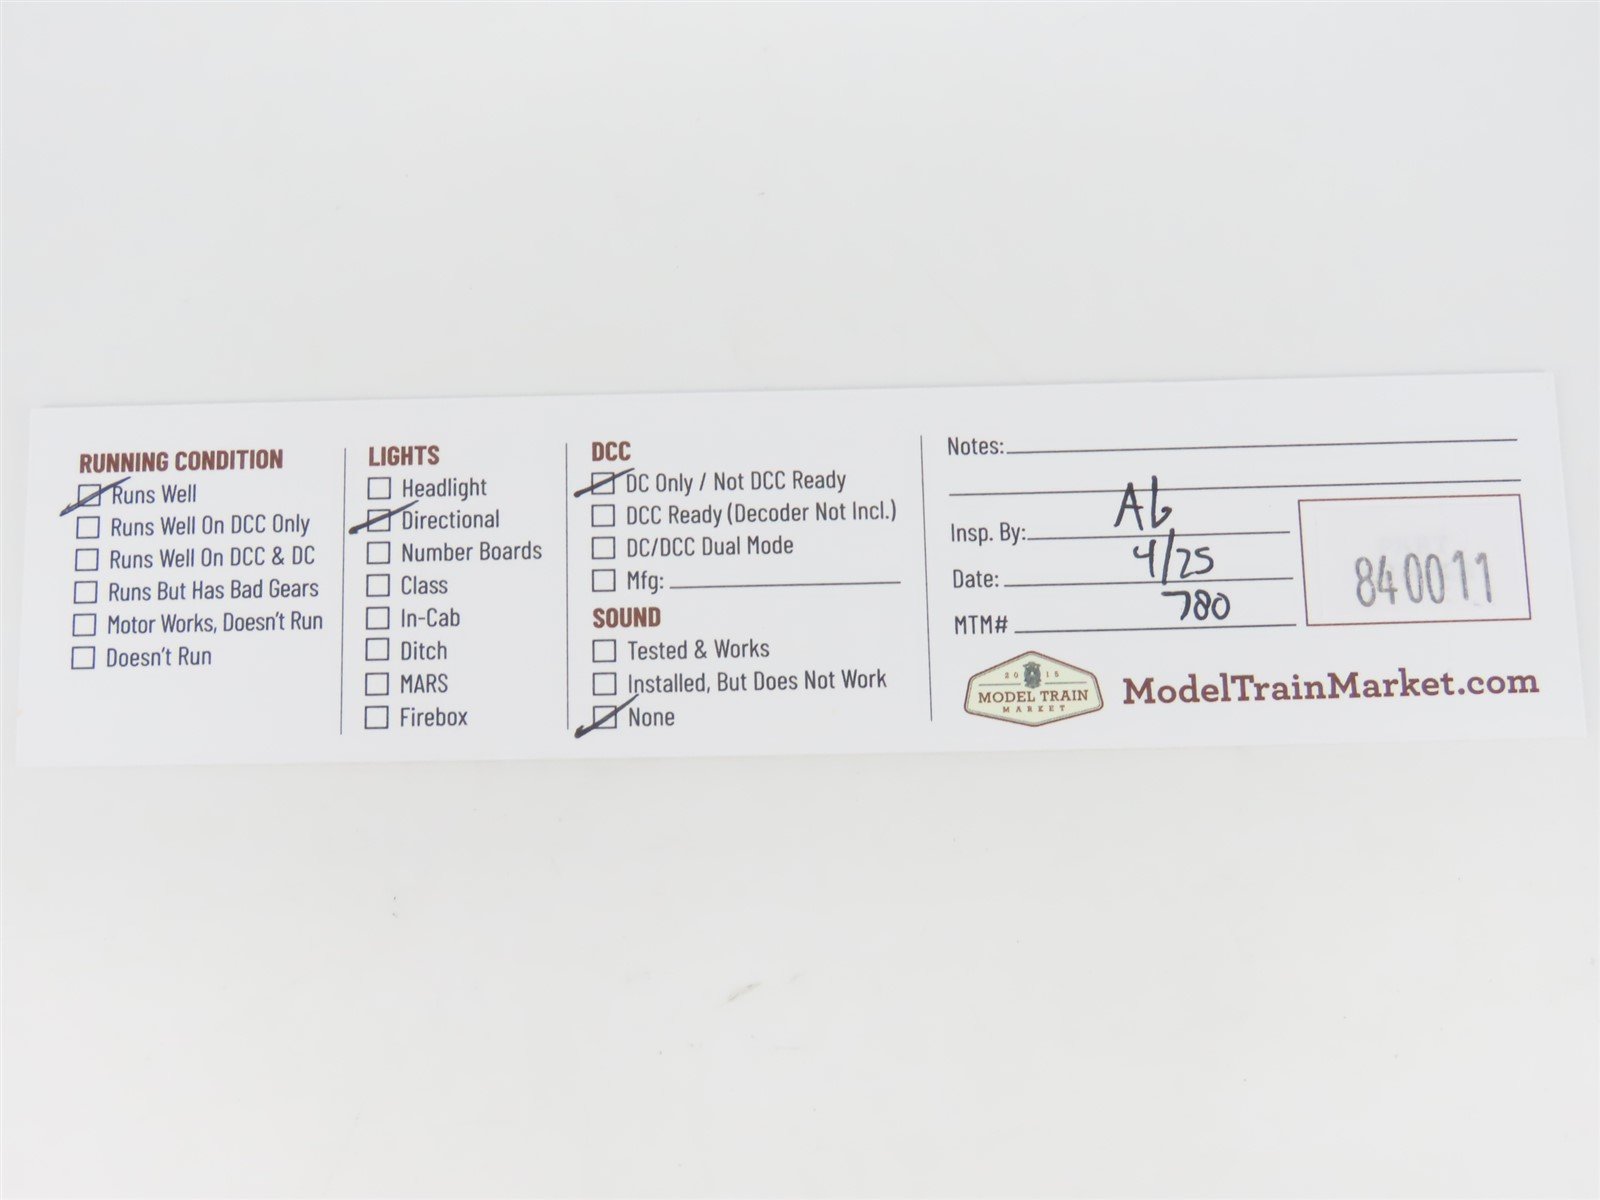 RUNNING CONDITION
Runs Well
Runs Well On DCC Only
Runs Well On DCC & DC
Runs But Has Bad Gears
Motor Works, Doesn't Run
Doesn't Run
LIGHTS
Headlight
Directional
Number Boards
Class
In-Cab
Ditch
MARS
Firebox
DCC
DC Only / Not DCC Ready
DCC Ready (Decoder Not Incl.)
DC/DCC Dual Mode
Mfg:
SOUND
Tested & Works
Installed, But Does Not Work
None
Notes:
Insp. By:
Date: 4/25
MTM# 780
840011
2015
MODEL TRAIN
MARKET
ModelTrainMarket.com